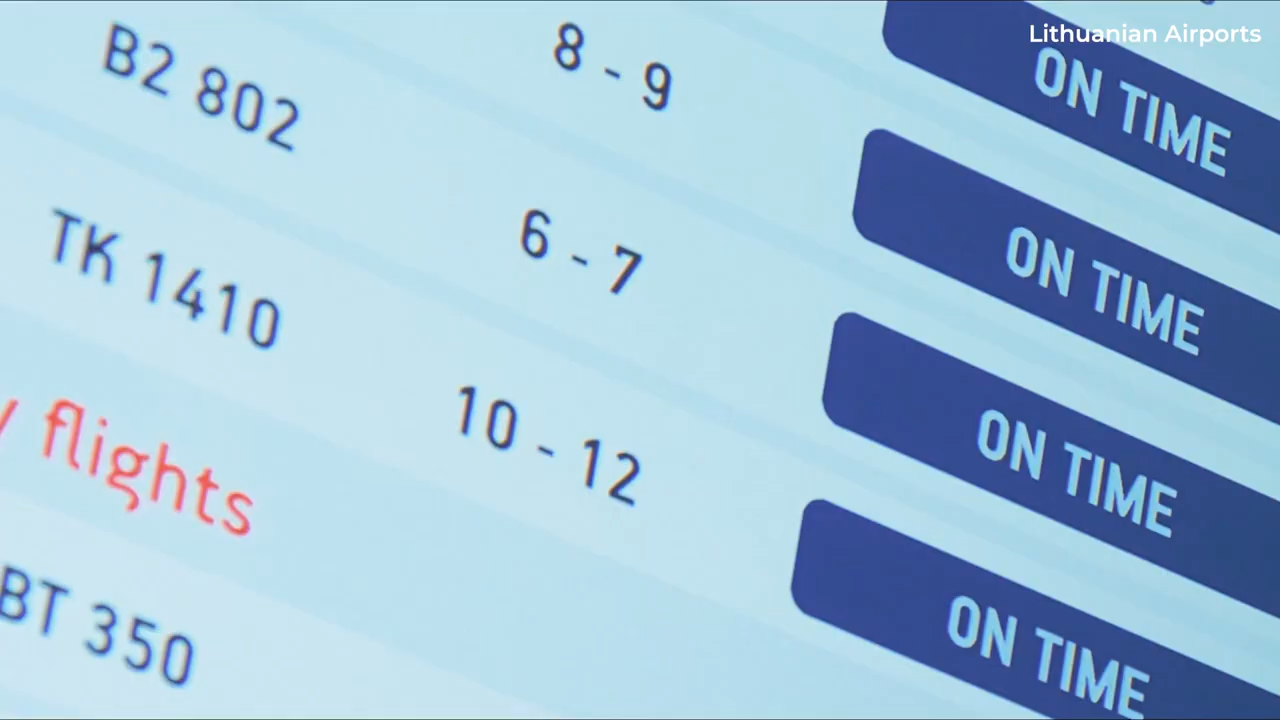 Lithuanian Airports
ON TIME
8 - 9 ON TIME
B2 802 6 - 7 ON TIME
TK 1410 10 - 12 ON TIME
flights
BT 350